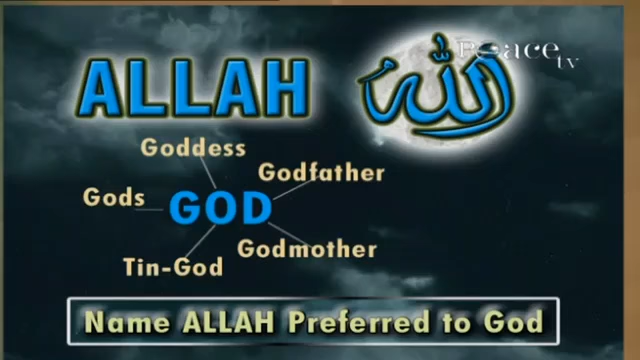 ALLAH
الله
Peace tv
Goddess
Godfather
Gods
GOD
Godmother
Tin-God
Name ALLAH Preferred to God